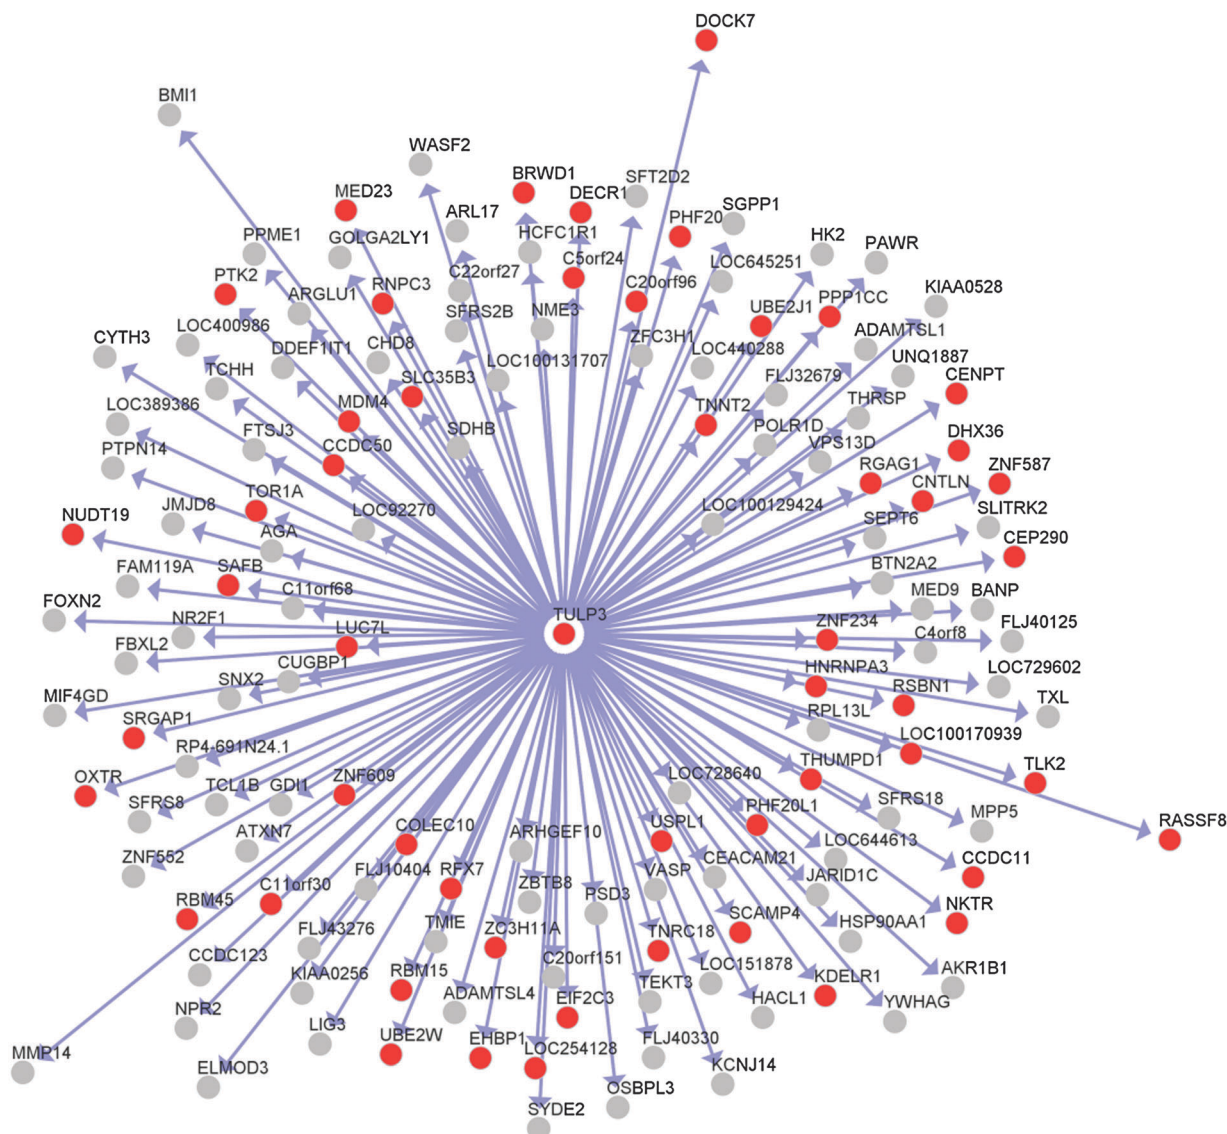 DOCK7
BMI1
WASF2
BRWD1
SFT2D2
MED23
DECR1
SGPP1
ARL17
PHF20
HK2
PAWR
PPME1
GOLGA2LY1
HCFC1R1
C5orf24
LOC645251
PTK2
RNPC3
C22orf27
C20orf96
KIAA0528
ARGLU1
UBE2J1
PPP1CC
SFRS2B
NME3
ADAMTSL1
CYTH3
LOC400986
DDEF1IT1
CHD8
ZFC3H1
LOC440288
UNQ1887
LOC100131707
TCHH
SLC35B3
FLJ32679
CENPT
LOC389386
MDM4
TNNT2
THRSP
PTPN14
FTSJ3
CCDC50
SDHB
POLR1D
VPS13D
DHX36
RGAG1
ZNF587
TOR1A
CNTLN
NUDT19
JMJD8
LOC92270
LOC100129424
SEPT6
SLITRK2
AGA
CEP290
FAM119A
SAFB
C11orf68
BTN2A2
FOXN2
NR2F1
MED9
BANP
TULP3
LUC7L
ZNF234
C4orf8
FLJ40125
FBXL2
CUGBP1
HNRNPA3
LOC729602
MIF4GD
SNX2
RSBN1
TXL
SRGAP1
RPL13L
RP4-691N24.1
LOC100170939
OXTR
TCL1B
GDI1
ZNF609
LOC728640
THUMPD1
TLK2
SFRS8
SFRS18
MPP5
ATXN7
COLEC10
ARHGEF10
USPL1
PHF20L1
LOC644613
RASSF8
ZNF552
FLJ10404
RFX7
VASP
CEACAM21
JARID1C
CCDC11
RBM45
C11orf30
ZBTB8
PSD3
FLJ43276
TMIE
ZC3H11A
TNRC18
SCAMP4
HSP90AA1
NKTR
CCDC123
KIAA0256
RBM15
C20orf151
TEKT3
LOC151878
KDELR1
AKR1B1
NPR2
LIG3
ADAMTSL4
EIF2C3
HACL1
YWHAG
MMP14
ELMOD3
UBE2W
EHBP1
LOC254128
FLJ40330
KCNJ14
SYDE2
OSBPL3